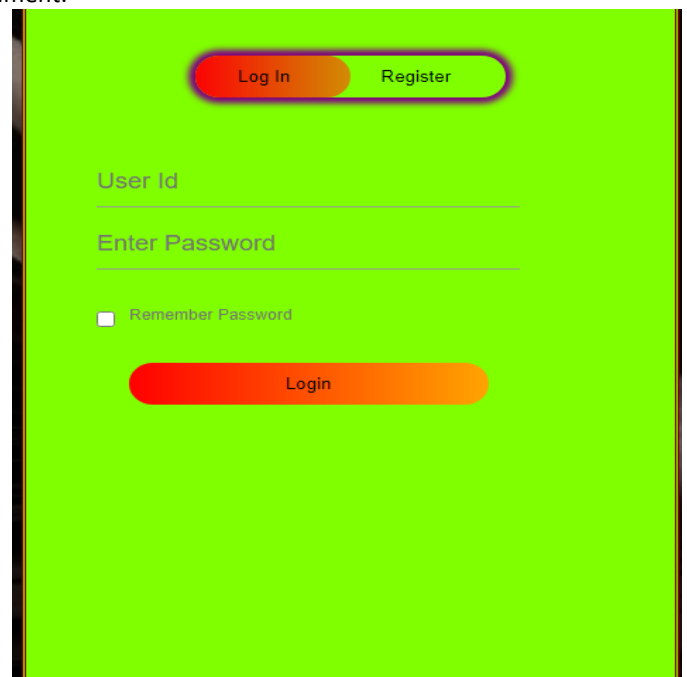 Log In Register
User Id
Enter Password
Remember Password
Login